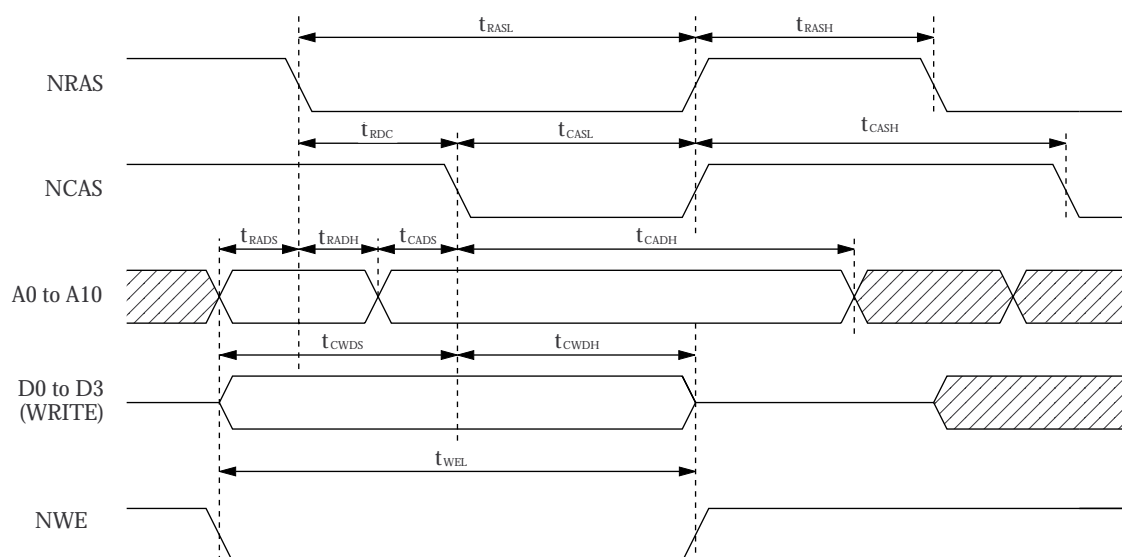 tRASL tRASH
NRAS
tRDC tCASL tCASH
NCAS
tRADS tRADH tCADS tCADH
A0 to A10
tCWDS tCWDH
D0 to D3
(WRITE)
tWEL
NWE